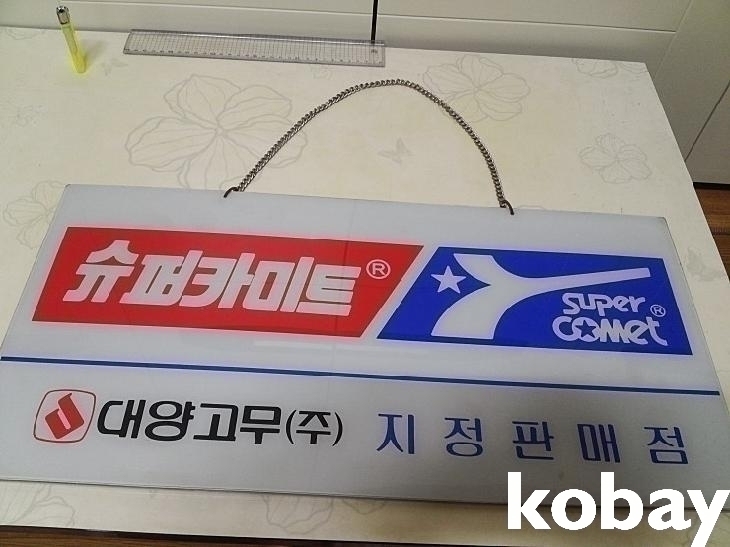 슈퍼카미트®
super
comet®
대양고무(주) 지정판매점
kobay